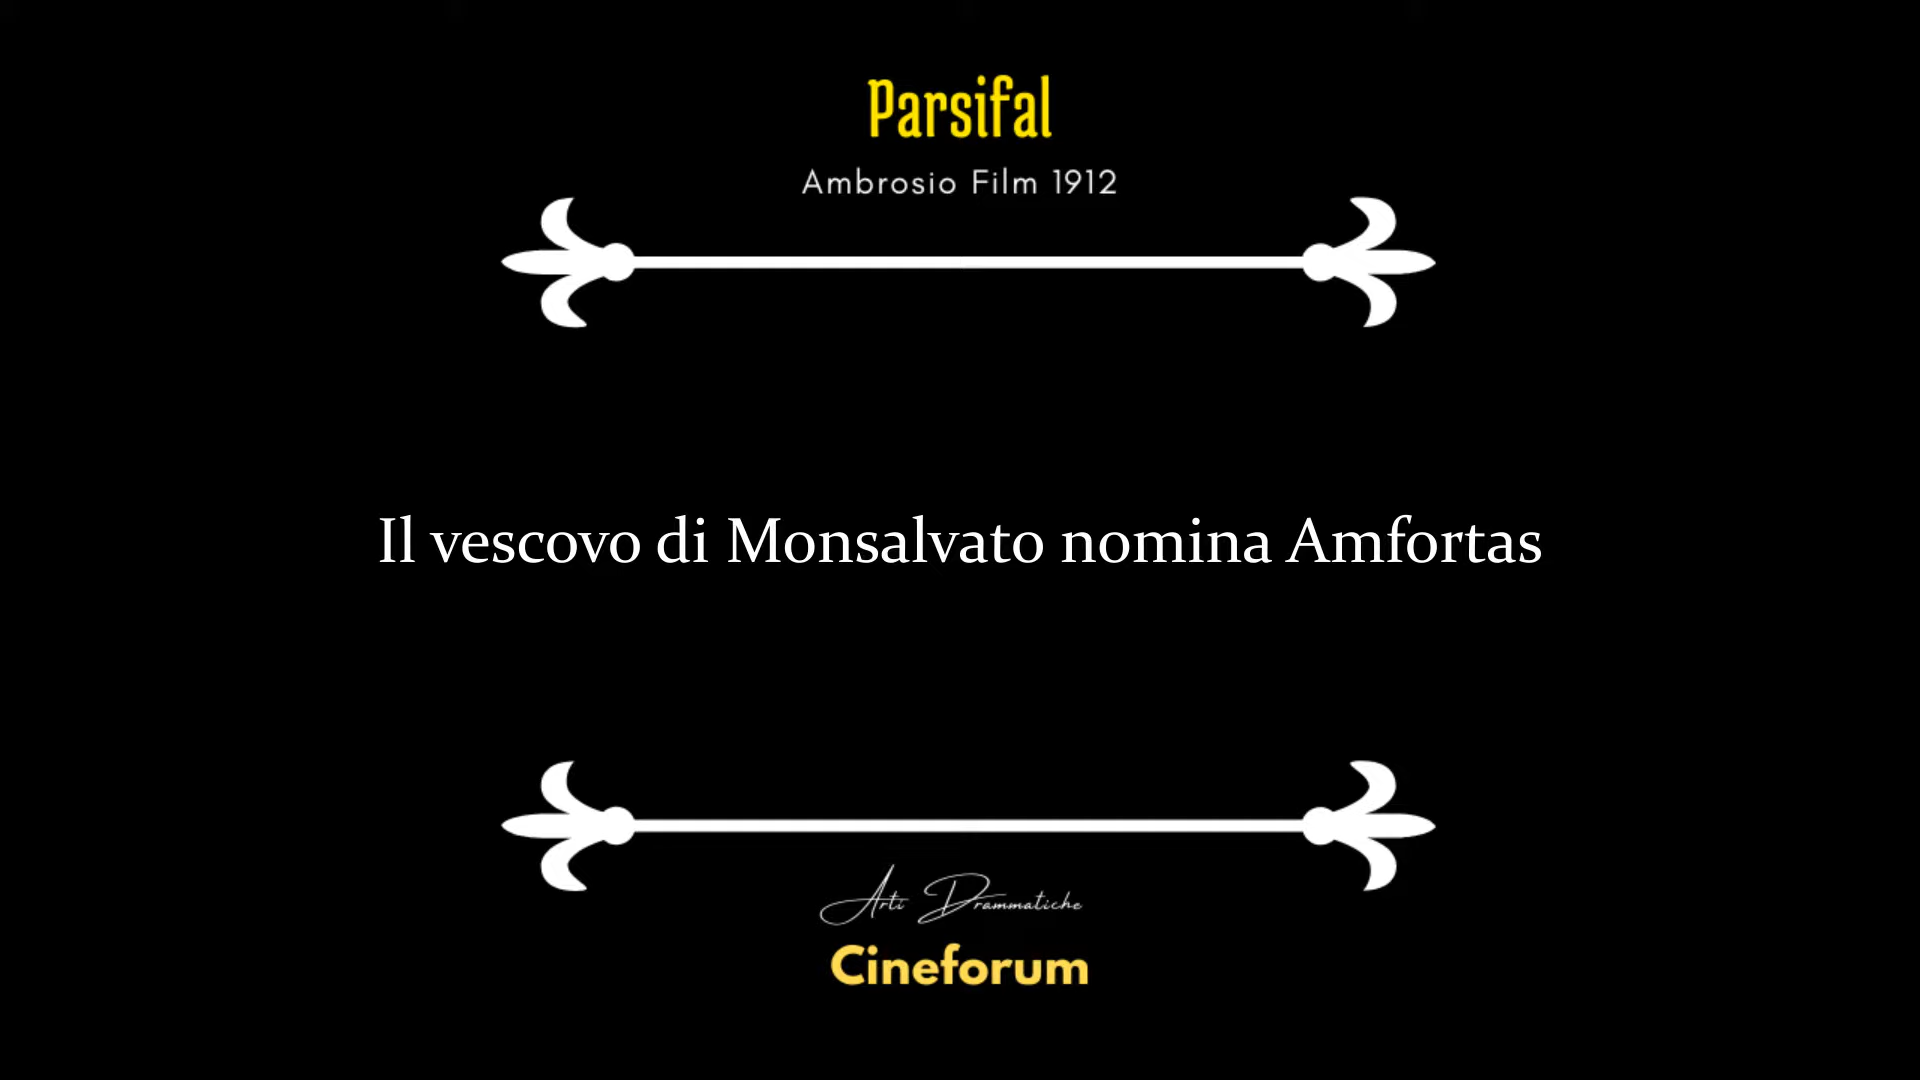 Parsifal
Ambrosio Film 1912
Il vescovo di Monsalvato nomina Amfortas
Arti Drammatiche
Cineforum